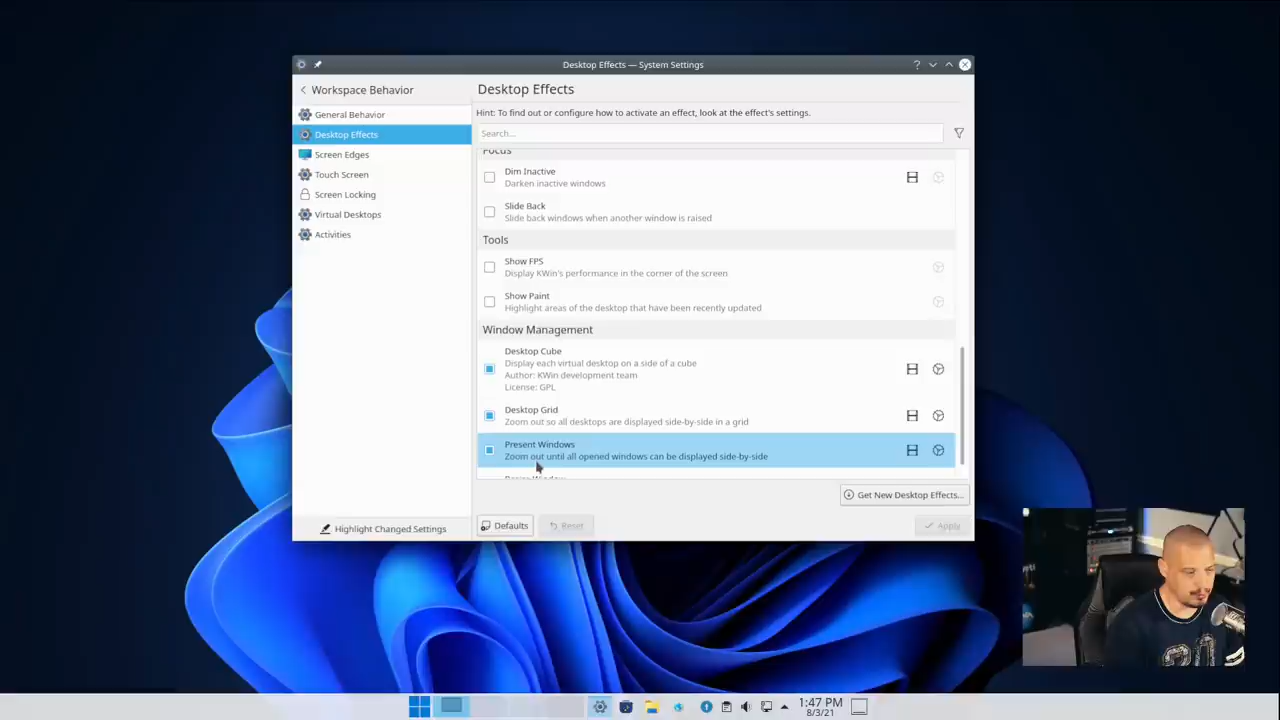 Desktop Effects — System Settings
Workspace Behavior
General Behavior
Desktop Effects
Screen Edges
Touch Screen
Screen Locking
Virtual Desktops
Activities
Highlight Changed Settings
Desktop Effects
Hint: To find out or configure how to activate an effect, look at the effect's settings.
Search...
Focus
Dim Inactive
Darken inactive windows
Slide Back
Slide back windows when another window is raised
Tools
Show FPS
Display KWin's performance in the corner of the screen
Show Paint
Highlight areas of the desktop that have been recently updated
Window Management
Desktop Cube
Display each virtual desktop on a side of a cube
Author: KWin development team
License: GPL
Desktop Grid
Zoom out so all desktops are displayed side-by-side in a grid
Present Windows
Zoom out until all opened windows can be displayed side-by-side
Get New Desktop Effects...
Defaults
Reset
Apply
1:47 PM
8/3/21